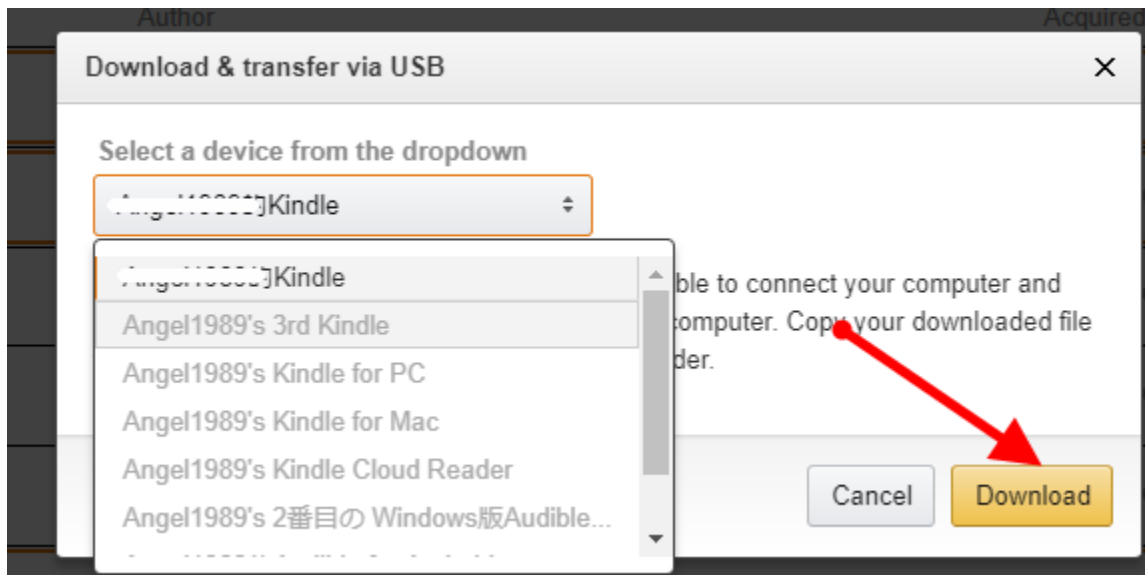 Author
Acquired
Download & transfer via USB
Select a device from the dropdown
Kindle
Kindle
ble to connect your computer and
Angel1989's 3rd Kindle
computer. Copy your downloaded file
der.
Angel1989's Kindle for PC
Angel1989's Kindle for Mac
Angel1989's Kindle Cloud Reader
Angel1989's 2番目の Windows版Audible...
Cancel
Download